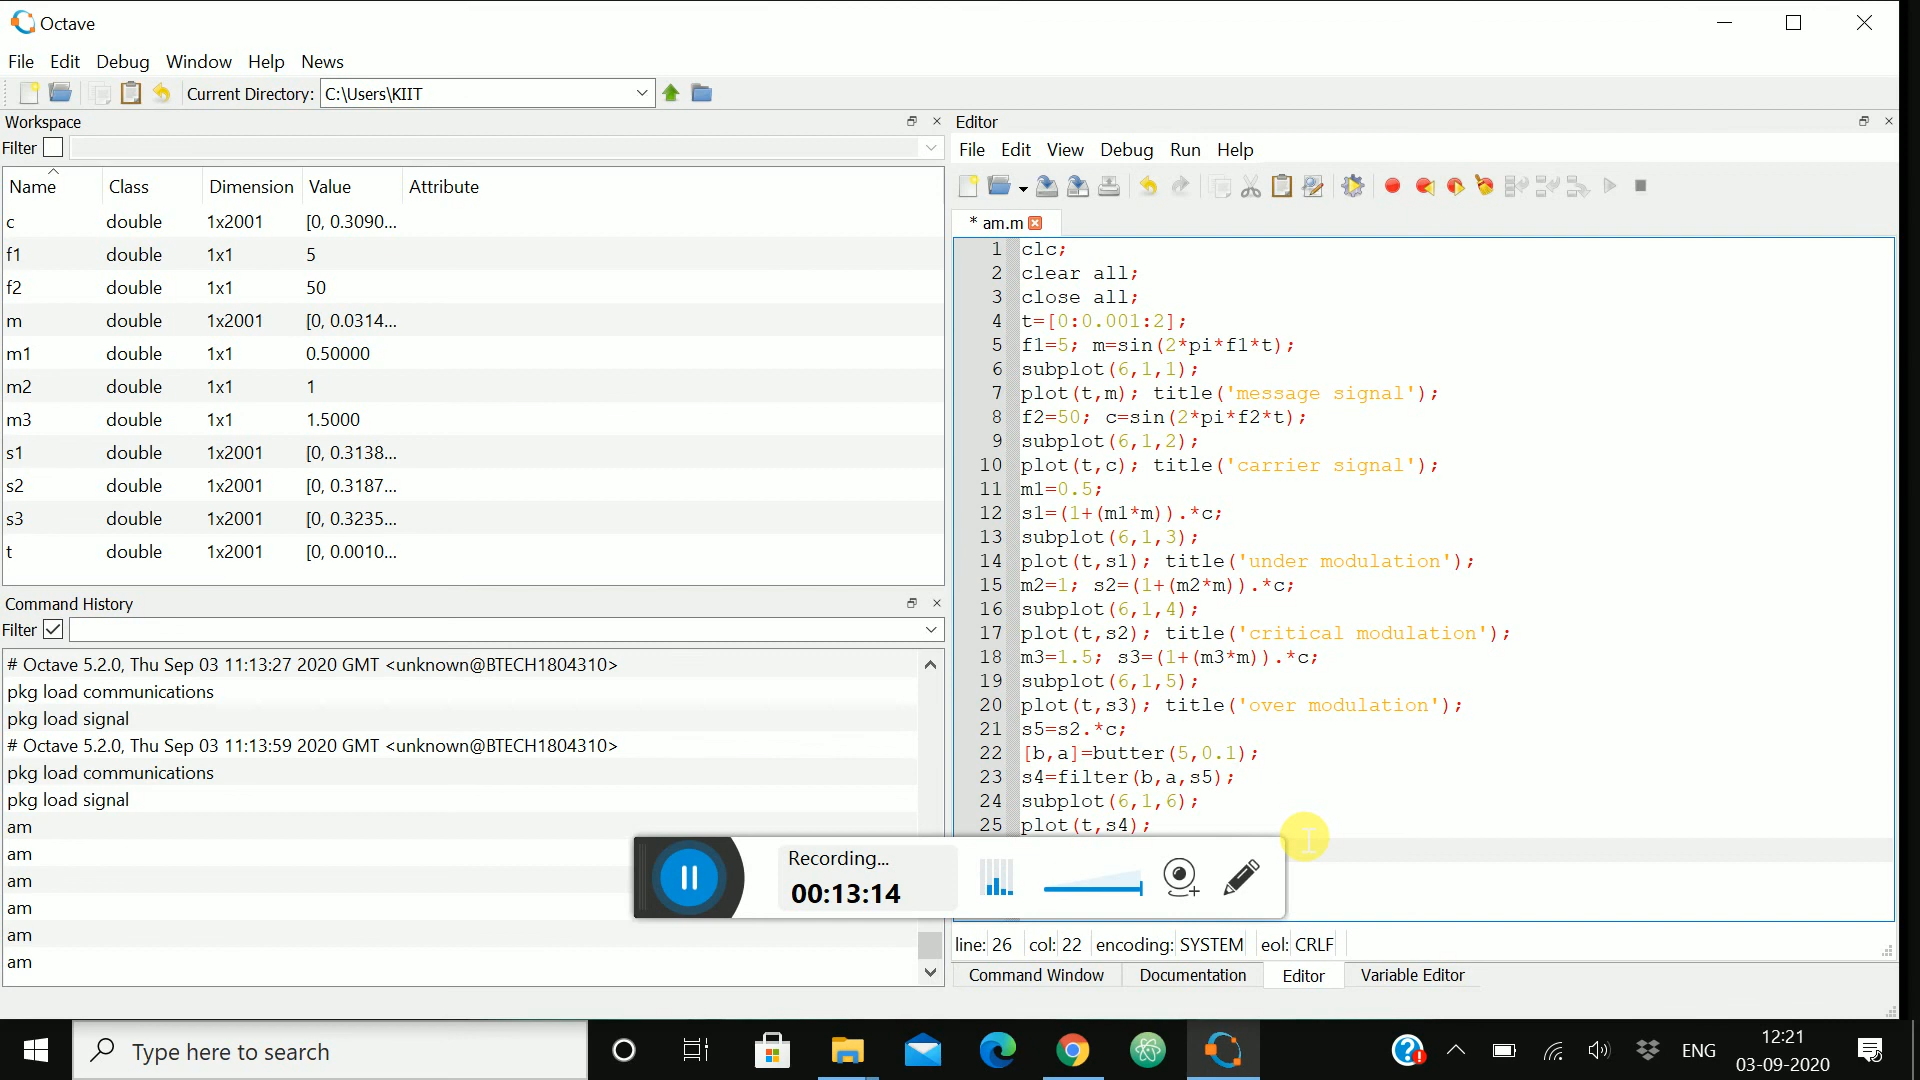 Octave
File Edit Debug Window Help News
Current Directory: C:\Users\KIIT
Workspace
Filter
Name Class Dimension Value Attribute
c double 1x2001 [0, 0.3090...
f1 double 1x1 5
f2 double 1x1 50
m double 1x2001 [0, 0.0314...
m1 double 1x1 0.50000
m2 double 1x1 1
m3 double 1x1 1.5000
s1 double 1x2001 [0, 0.3138...
s2 double 1x2001 [0, 0.3187...
s3 double 1x2001 [0, 0.3235...
t double 1x2001 [0, 0.0010...
Command History
Filter
# Octave 5.2.0, Thu Sep 03 11:13:27 2020 GMT <unknown@BTECH1804310>
pkg load communications
pkg load signal
# Octave 5.2.0, Thu Sep 03 11:13:59 2020 GMT <unknown@BTECH1804310>
pkg load communications
pkg load signal
am
am
am
am
am
am
Editor
File Edit View Debug Run Help
* am.m
1 clc;
2 clear all;
3 close all;
4 t=[0:0.001:2];
5 f1=5; m=sin(2*pi*f1*t);
6 subplot(6,1,1);
7 plot(t,m); title('message signal');
8 f2=50; c=sin(2*pi*f2*t);
9 subplot(6,1,2);
10 plot(t,c); title('carrier signal');
11 m1=0.5;
12 s1=(1+(m1*m)).*c;
13 subplot(6,1,3);
14 plot(t,s1); title('under modulation');
15 m2=1; s2=(1+(m2*m)).*c;
16 subplot(6,1,4);
17 plot(t,s2); title('critical modulation');
18 m3=1.5; s3=(1+(m3*m)).*c;
19 subplot(6,1,5);
20 plot(t,s3); title('over modulation');
21 s5=s2.*c;
22 [b,a]=butter(5,0.1);
23 s4=filter(b,a,s5);
24 subplot(6,1,6);
25 plot(t,s4);
Recording...
00:13:14
line: 26 col: 22 encoding: SYSTEM eol: CRLF
Command Window Documentation Editor Variable Editor
Type here to search
ENG
12:21
03-09-2020